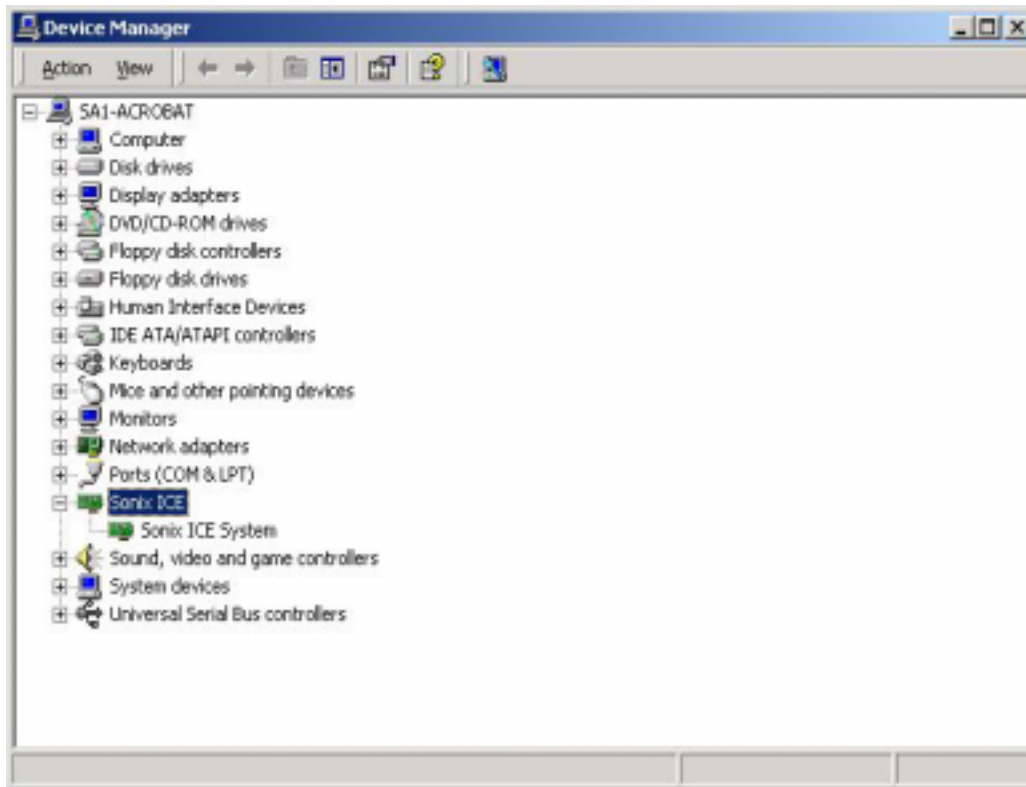 Device Manager
Action View
SA1-ACROBAT
Computer
Disk drives
Display adapters
DVD/CD-ROM drives
Floppy disk controllers
Floppy disk drives
Human Interface Devices
IDE ATA/ATAPI controllers
Keyboards
Mice and other pointing devices
Monitors
Network adapters
Ports (COM & LPT)
Sonix ICE
Sonix ICE System
Sound, video and game controllers
System devices
Universal Serial Bus controllers